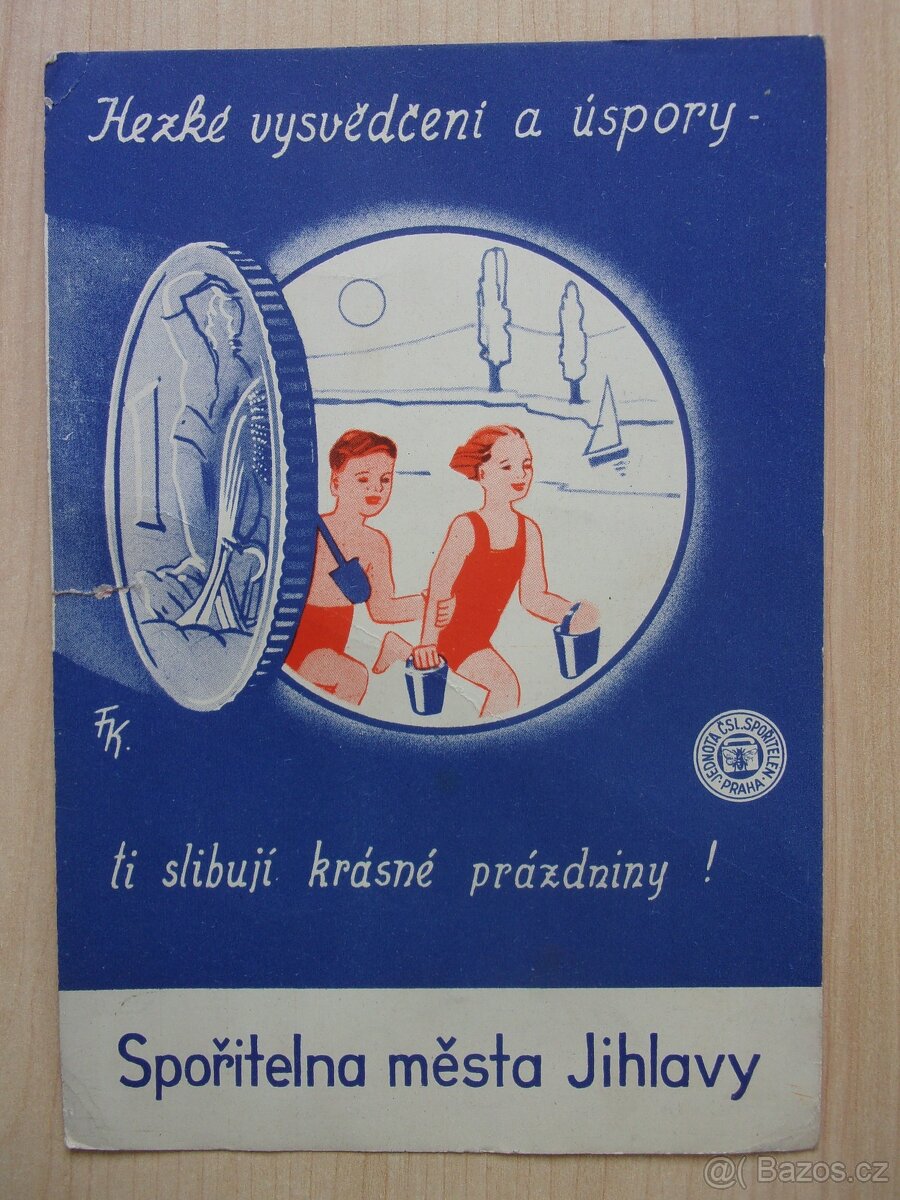 Hezké vysvědčení a úspory -
FK.
JEDNOTA ČSL. SPOŘITELEN
· PRAHA ·
ti slibují krásné prázdniny !
Spořitelna města Jihlavy
@( Bazos.cz